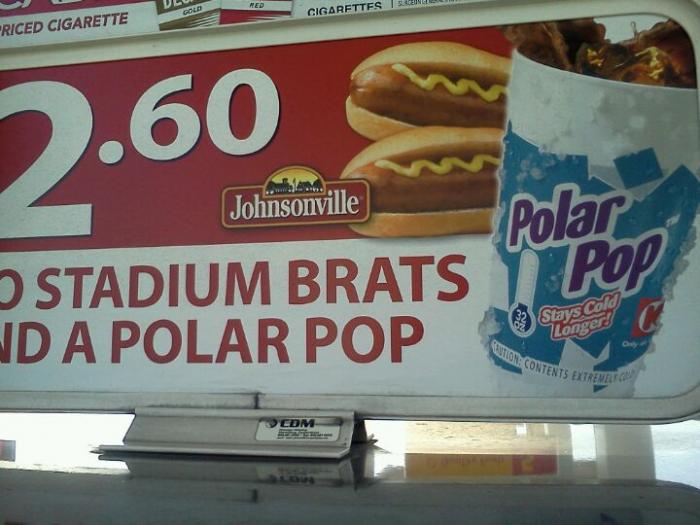 PRICED CIGARETTE
GOLD
RED
CIGARETTES
2.60
Johnsonville
O STADIUM BRATS
ND A POLAR POP
Polar
Pop
32
OZ
Stays Cold
Longer!
K
Only
CAUTION: CONTENTS EXTREMELY COLD
CDM